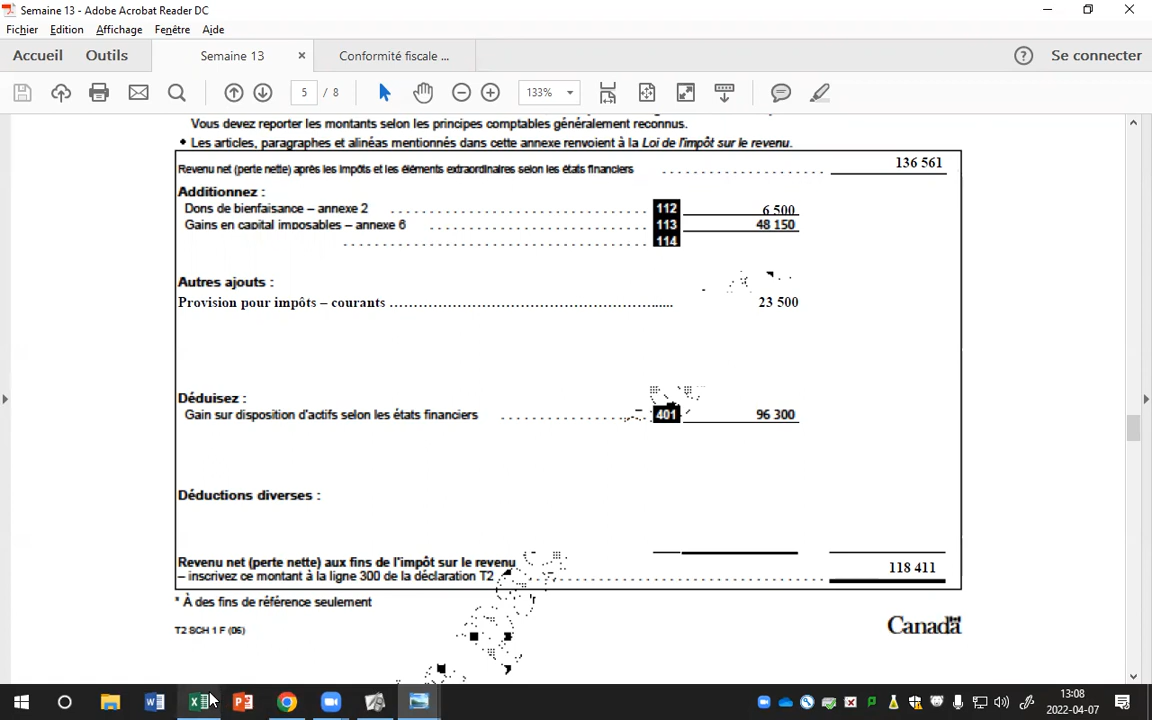 Semaine 13 - Adobe Acrobat Reader DC
Fichier Edition Affichage Fenêtre Aide
Accueil Outils Semaine 13 × Conformité fiscale ... ? Se connecter
5 / 8 133%
Vous devez reporter les montants selon les principes comptables généralement reconnus.
♦ Les articles, paragraphes et alinéas mentionnés dans cette annexe renvoient à la Loi de l'impôt sur le revenu.
Revenu net (perte nette) après les impôts et les éléments extraordinaires selon les états financiers 136 561
Additionnez :
Dons de bienfaisance – annexe 2 112 6 500
Gains en capital imposables – annexe 6 113 48 150
114
Autres ajouts :
Provision pour impôts – courants 23 500
Déduisez :
Gain sur disposition d'actifs selon les états financiers 401 96 300
Déductions diverses :
Revenu net (perte nette) aux fins de l'impôt sur le revenu
– inscrivez ce montant à la ligne 300 de la déclaration T2 118 411
* À des fins de référence seulement
T2 SCH 1 F (06) Canada
13:08
2022-04-07